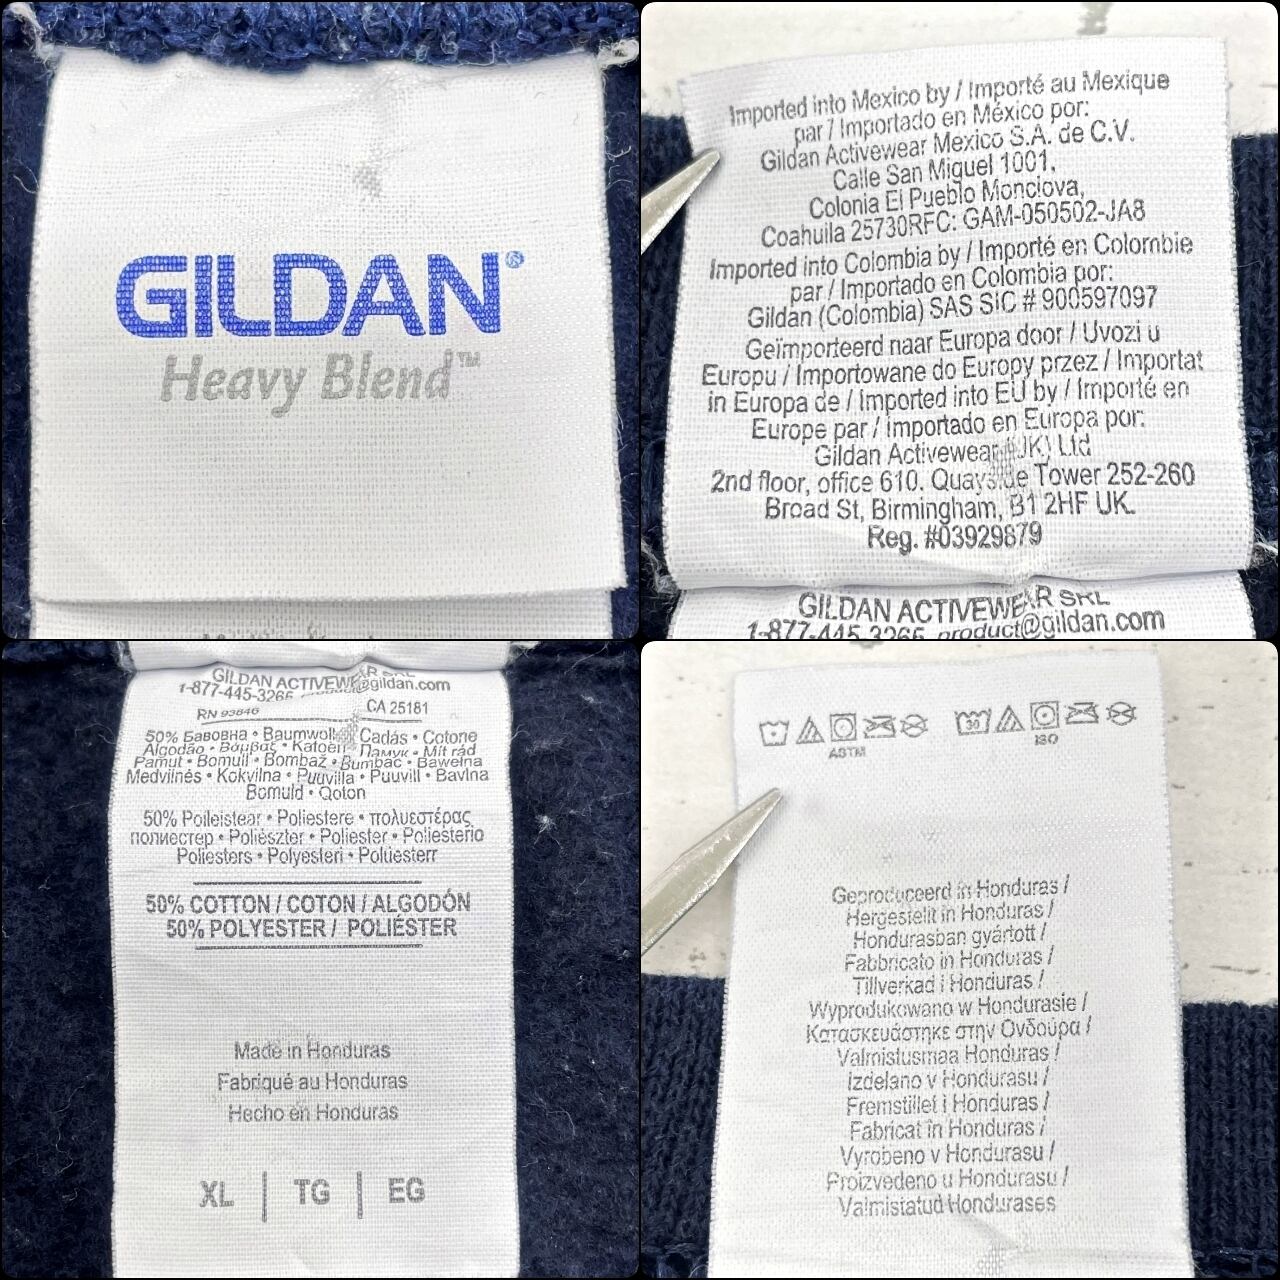 GILDAN®
Heavy Blend™
Imported into Mexico by / Importé au Mexique
par / Importado en México por:
Gildan Activewear Mexico S.A. de C.V.
Calle San Miguel 1001,
Colonia El Pueblo Monclova,
Coahuila 25730RFC: GAM-050502-JA8
Imported into Colombia by / Importé en Colombie
par / Importado en Colombia por:
Gildan (Colombia) SAS SIC # 900597097
Geïmporteerd naar Europa door / Uvozi u
Europu / Importowane do Europy przez / Importat
in Europa de / Imported into EU by / Importé en
Europe par / Importado en Europa por:
Gildan Activewear (UK) Ltd
2nd floor, office 610. Quayside Tower 252-260
Broad St, Birmingham, B1 2HF UK.
Reg. #03929879
GILDAN ACTIVEWEAR SRL
1-877-445-3265 product@gildan.com
GILDAN ACTIVEWEAR SRL
1-877-445-3265 product@gildan.com
RN 93846 CA 25181
50% Бавовна • Baumwolle Cadás • Cotone
Algodão • Βαμβαξ • Katoen Памук • Mit rád
Pamut • Bomull • Bombaž • Bumbac • Bawełna
Medvilnės • Kokvilna • Puuvilla • Puuvill • Bavlna
Bomuld • Qoton
50% Poileistear • Poliestere • πολυεστέρας
полиестер • Poliészter • Poliester • Poliesterio
Poliesters • Polyesteri • Polüesterr
50% COTTON / COTON / ALGODÓN
50% POLYESTER / POLIÉSTER
Made in Honduras
Fabriqué au Honduras
Hecho en Honduras
XL | TG | EG
30
ASTM ISO
Geproduceerd in Honduras /
Hergestellt in Honduras /
Hondurasban gyártott /
Fabbricato in Honduras /
Tillverkad i Honduras /
Wyprodukowano w Hondurasie /
Κατασκευάστηκε στην Ονδούρα /
Valmistusmaa Honduras /
Izdelano v Hondurasu /
Fremstillet i Honduras /
Fabricat în Honduras /
Vyrobeno v Hondurasu /
Proizvedeno u Hondurasu /
Valmistatud Hondurases